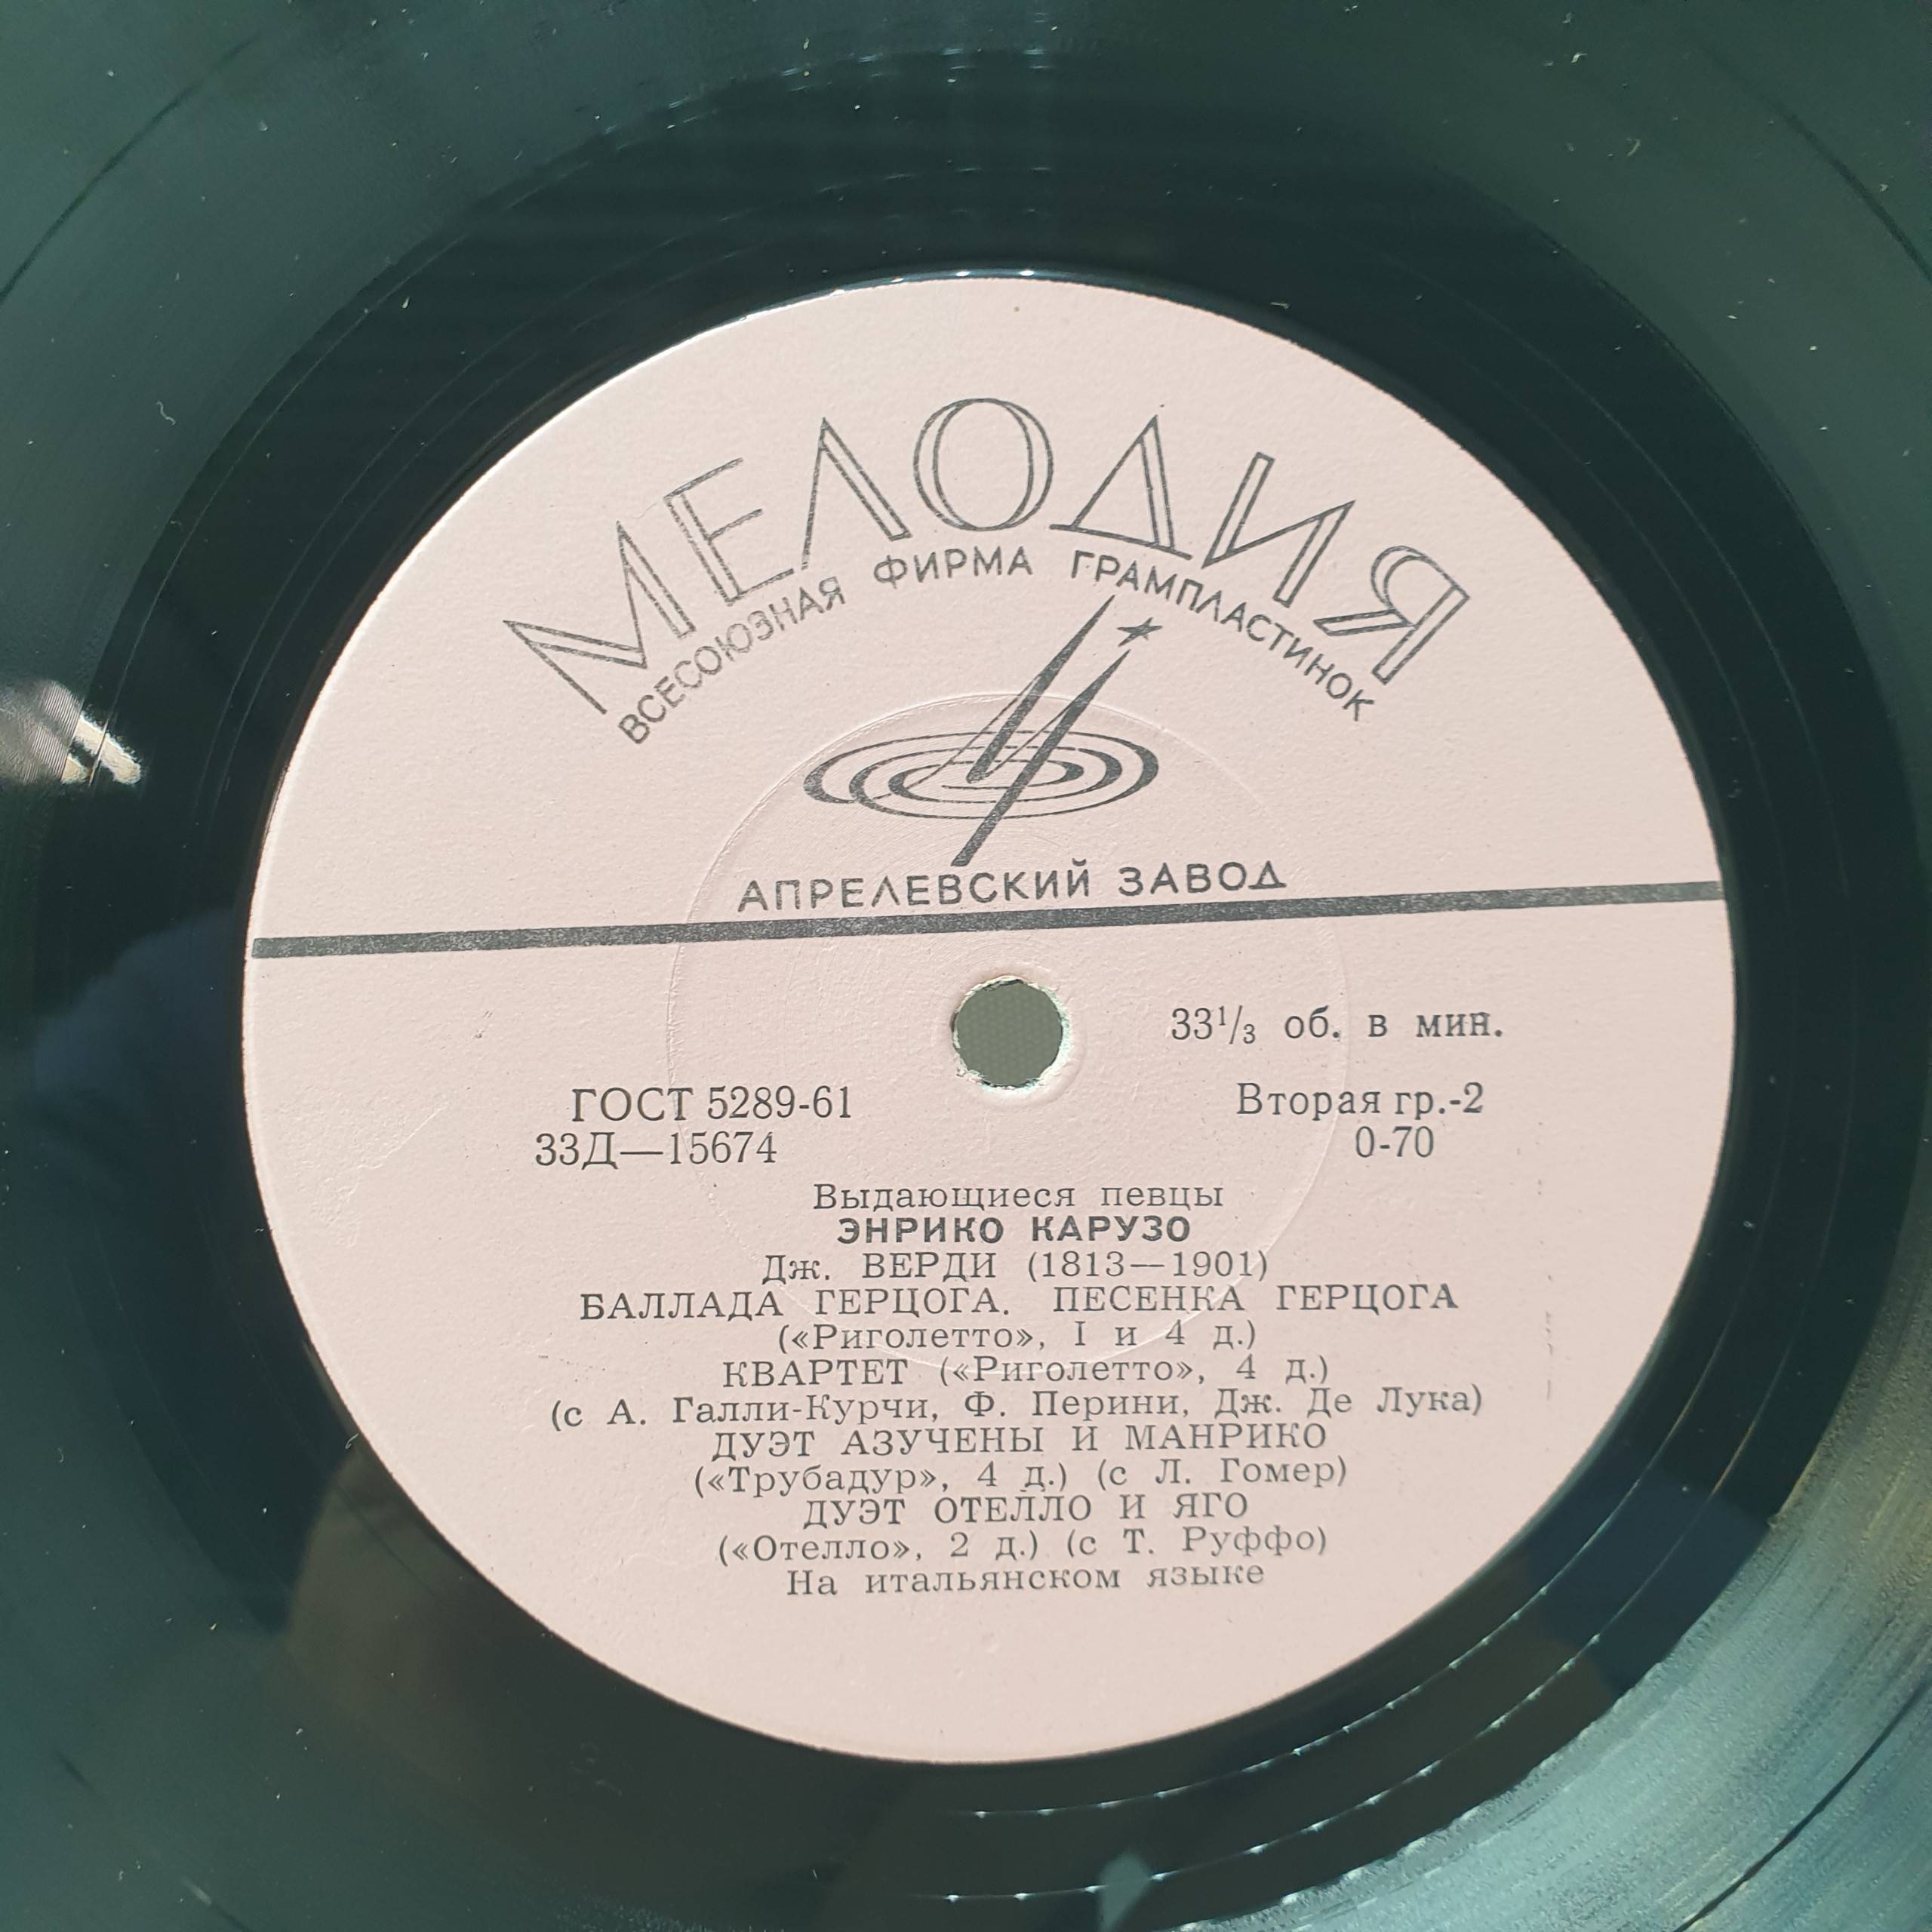 МЕЛОДИЯ
ВСЕСОЮЗНАЯ ФИРМА ГРАМПЛАСТИНОК
АПРЕЛЕВСКИЙ ЗАВОД
33¹/₃ об. в мин.
ГОСТ 5289-61 Вторая гр.-2
33Д—15674 0-70
Выдающиеся певцы
ЭНРИКО КАРУЗО
Дж. ВЕРДИ (1813—1901)
БАЛЛАДА ГЕРЦОГА. ПЕСЕНКА ГЕРЦОГА
(«Риголетто», I и 4 д.)
КВАРТЕТ («Риголетто», 4 д.)
(с А. Галли-Курчи, Ф. Перини, Дж. Де Лука)
ДУЭТ АЗУЧЕНЫ И МАНРИКО
(«Трубадур», 4 д.) (с Л. Гомер)
ДУЭТ ОТЕЛЛО И ЯГО
(«Отелло», 2 д.) (с Т. Руффо)
На итальянском языке